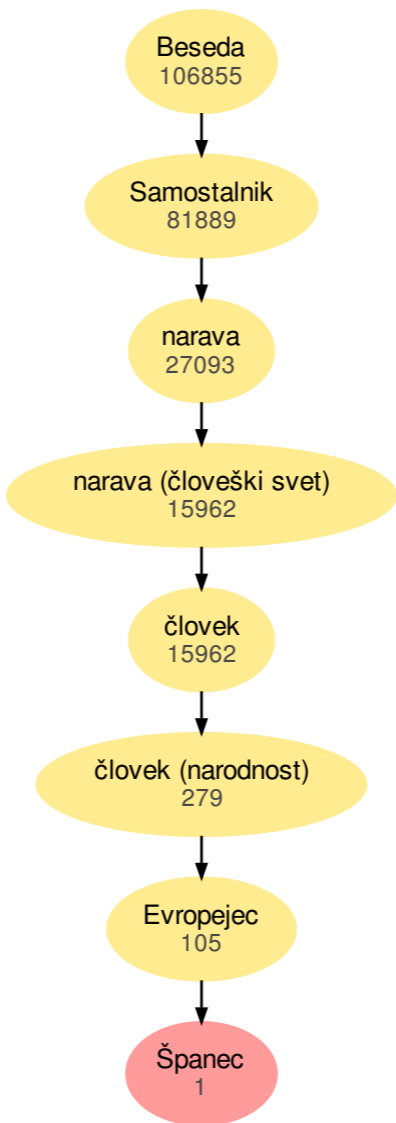 Beseda
106855
Samostalnik
81889
narava
27093
narava (človeški svet)
15962
človek
15962
človek (narodnost)
279
Evropejec
105
Španec
1